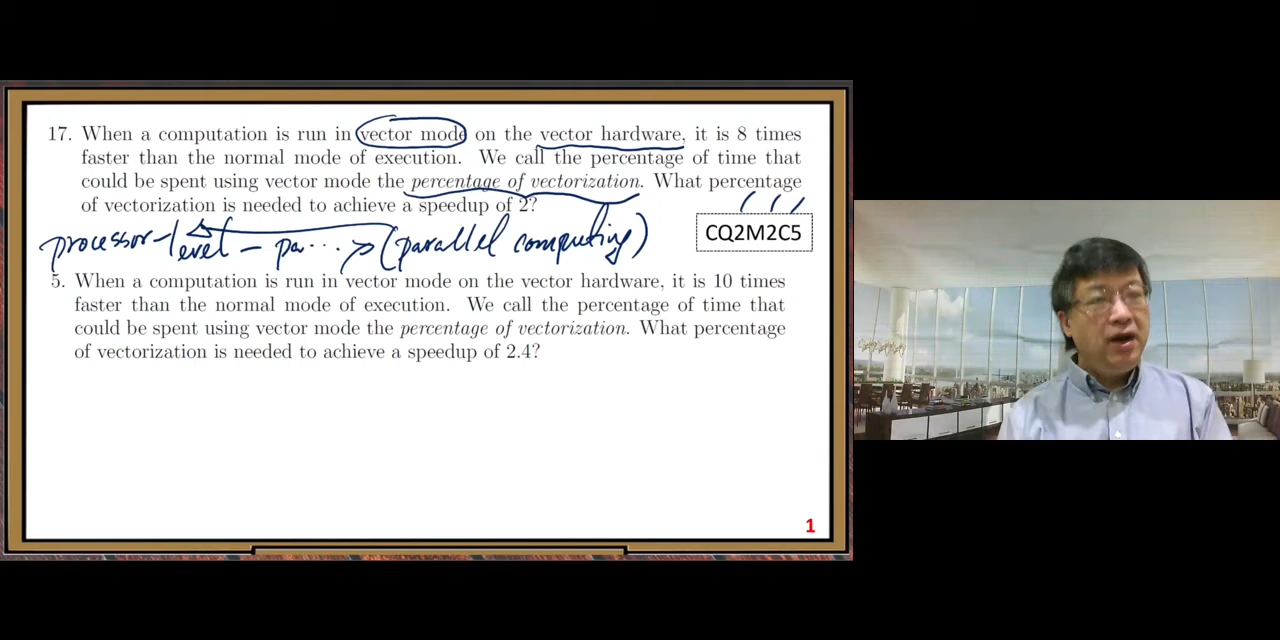 17. When a computation is run in vector mode on the vector hardware, it is 8 times
faster than the normal mode of execution. We call the percentage of time that
could be spent using vector mode the percentage of vectorization. What percentage
of vectorization is needed to achieve a speedup of 2?
processor-level - pa... (parallel computing)
CQ2M2C5
5. When a computation is run in vector mode on the vector hardware, it is 10 times
faster than the normal mode of execution. We call the percentage of time that
could be spent using vector mode the percentage of vectorization. What percentage
of vectorization is needed to achieve a speedup of 2.4?
1